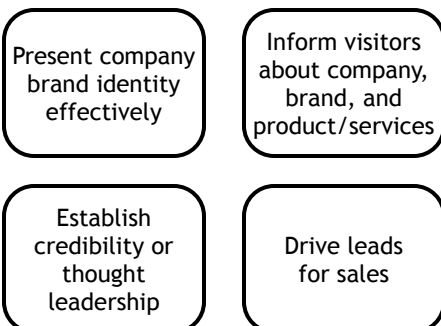 Present company
brand identity
effectively
Inform visitors
about company,
brand, and
product/services
Establish
credibility or
thought
leadership
Drive leads
for sales